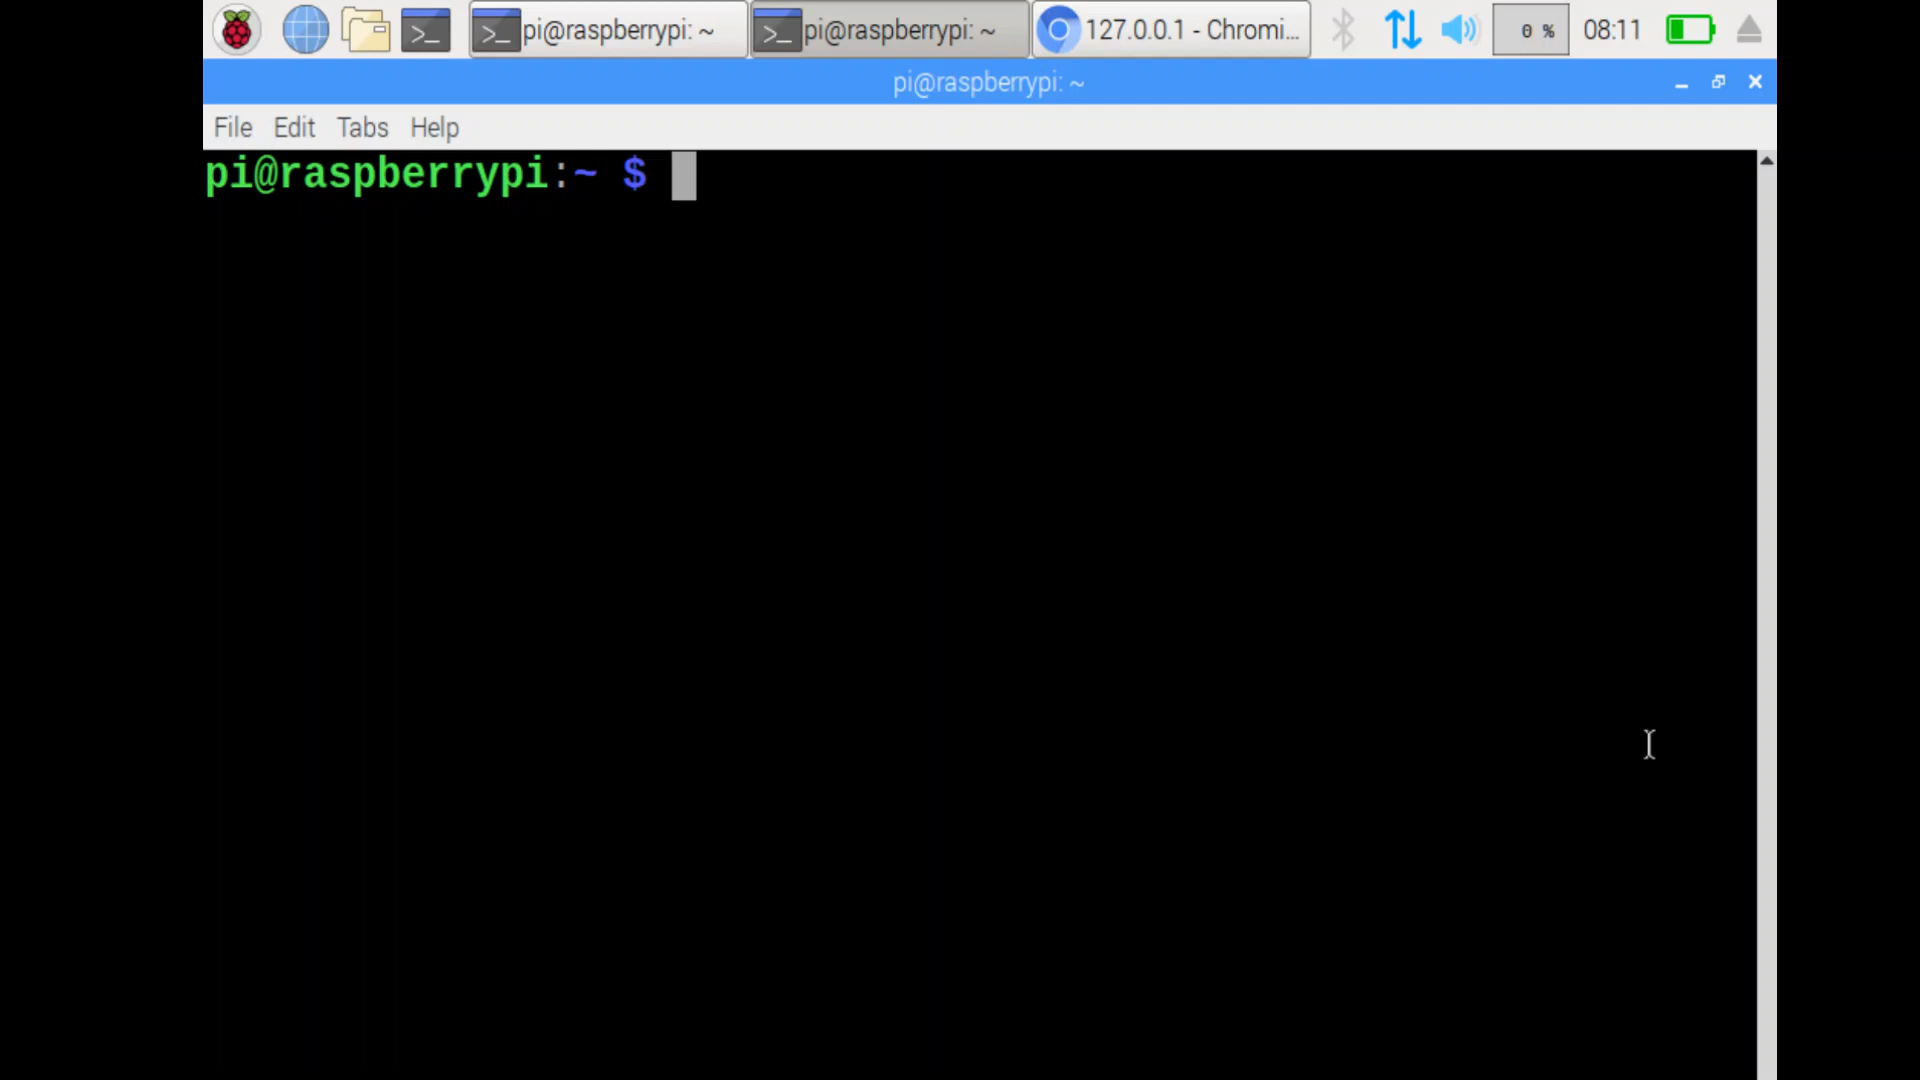 >_ >_ pi@raspberrypi: ~ >_ pi@raspberrypi: ~ 127.0.0.1 - Chromi... 0 % 08:11
pi@raspberrypi: ~
File Edit Tabs Help
pi@raspberrypi:~ $